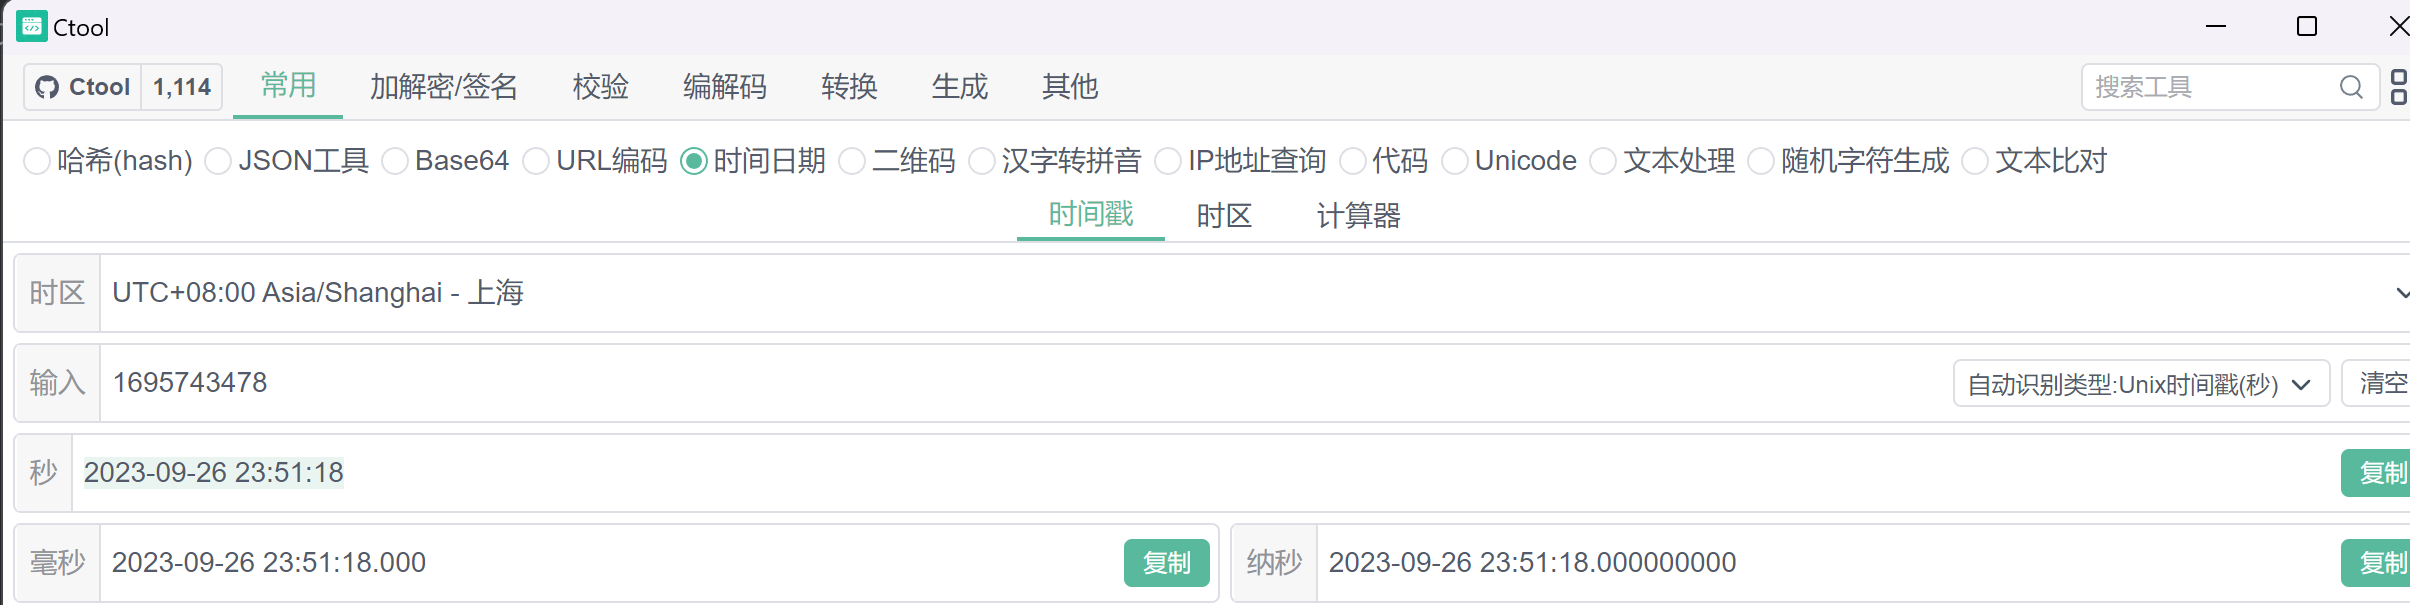 Ctool
Ctool 1,114 常用 加解密/签名 校验 编解码 转换 生成 其他 搜索工具
哈希(hash) JSON工具 Base64 URL编码 时间日期 二维码 汉字转拼音 IP地址查询 代码 Unicode 文本处理 随机字符生成 文本比对
时间戳 时区 计算器
时区 UTC+08:00 Asia/Shanghai - 上海
输入 1695743478 自动识别类型:Unix时间戳(秒) 清空
秒 2023-09-26 23:51:18 复制
毫秒 2023-09-26 23:51:18.000 复制 纳秒 2023-09-26 23:51:18.000000000 复制